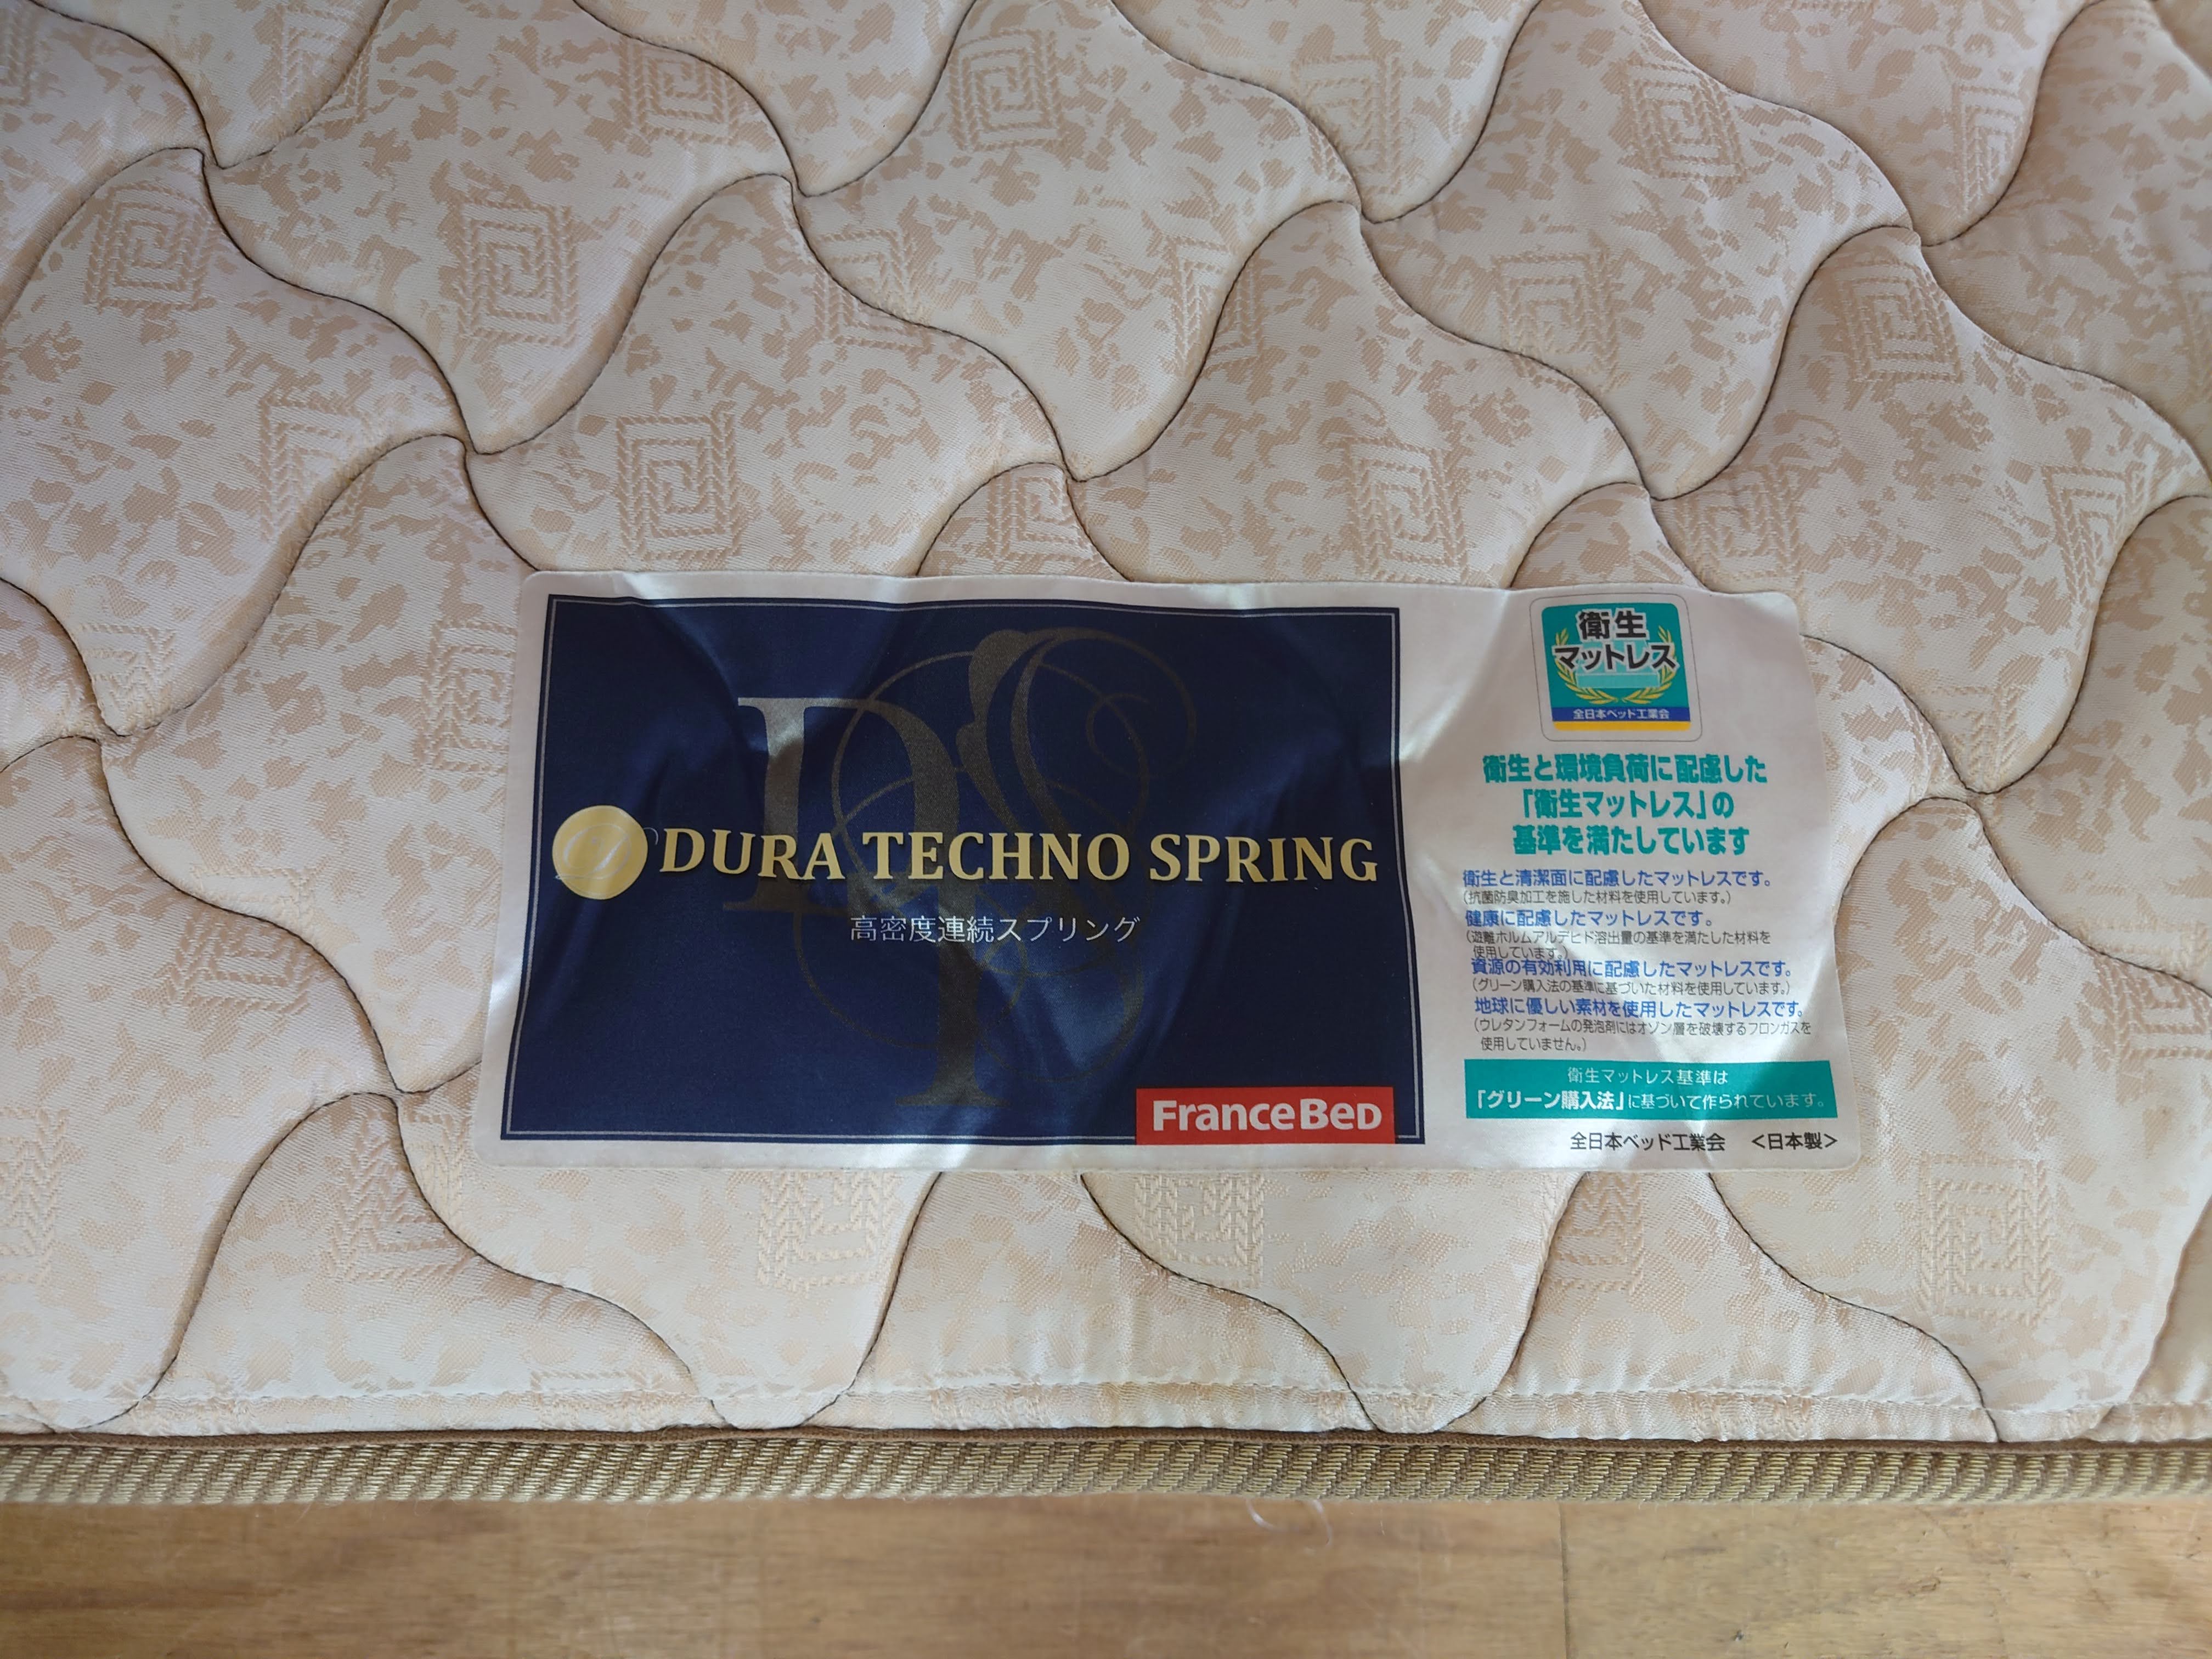 DURA TECHNO SPRING
高密度連続スプリング
FRANCEBED
衛生
マットレス
全日本ベッド工業会
衛生と環境負荷に配慮した
「衛生マットレス」の
基準を満たしています
衛生と清潔面に配慮したマットレスです。
(抗菌防臭加工を施した材料を使用しています。)
健康に配慮したマットレスです。
(遊離ホルムアルデヒド溶出量の基準を満たした材料を
使用しています。)
資源の有効利用に配慮したマットレスです。
(グリーン購入法の基準に基づいた材料を使用しています。)
地球に優しい素材を使用したマットレスです。
(ウレタンフォームの発泡剤にはオゾン層を破壊するフロンガスを
使用していません。)
衛生マットレス基準は
「グリーン購入法」に基づいて作られています。
全日本ベッド工業会 <日本製>